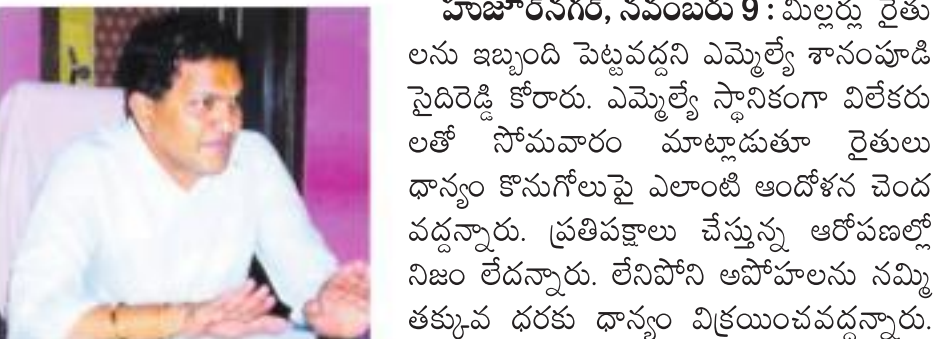 హుజూర్‌నగర్, నవంబరు 9 : మిల్లర్లు రైతు
లను ఇబ్బంది పెట్టవద్దని ఎమ్మెల్యే శానంపూడి
సైదిరెడ్డి కోరారు. ఎమ్మెల్యే స్థానికంగా విలేకరు
లతో సోమవారం మాట్లాడుతూ రైతులు
ధాన్యం కొనుగోలుపై ఎలాంటి ఆందోళన చెంద
వద్దన్నారు. ప్రతిపక్షాలు చేస్తున్న ఆరోపణల్లో
నిజం లేదన్నారు. లేనిపోని అపోహలను నమ్మి
తక్కువ ధరకు ధాన్యం విక్రయించవద్దన్నారు.